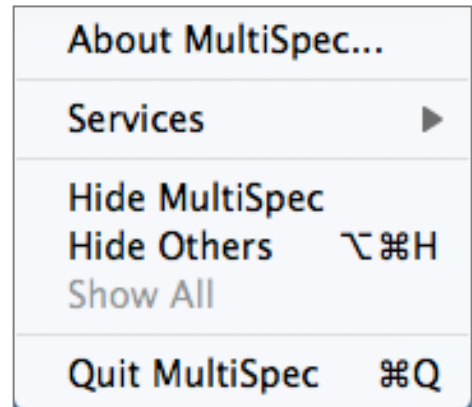 About MultiSpec...
Services ▶
Hide MultiSpec
Hide Others ⌥⌘H
Show All
Quit MultiSpec ⌘Q